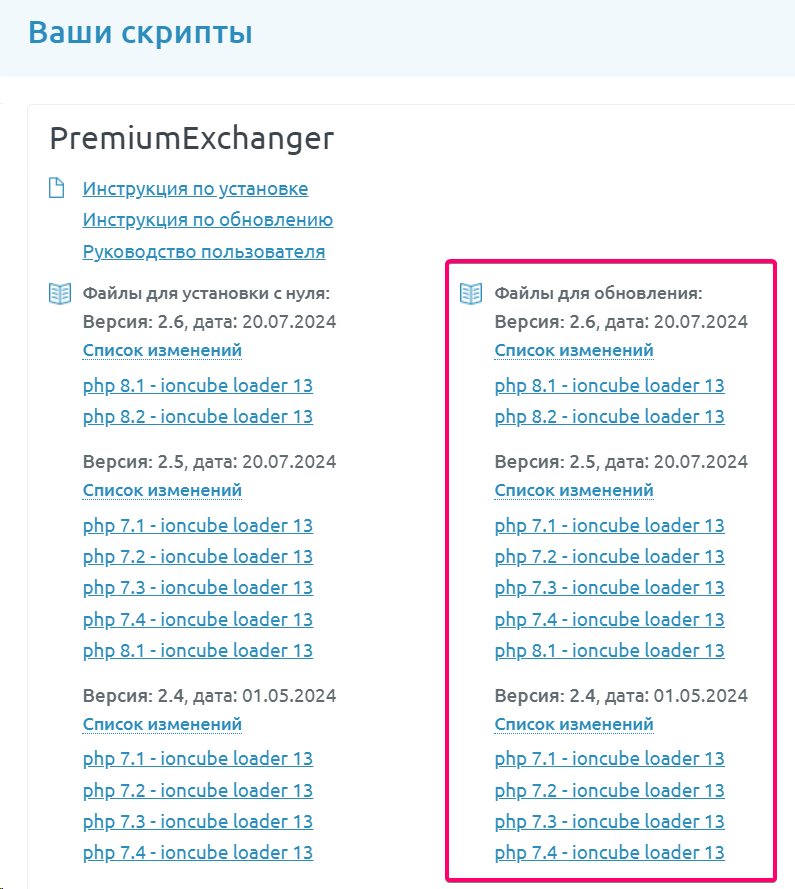 Ваши скрипты
PremiumExchanger
Инструкция по установке
Инструкция по обновлению
Руководство пользователя
Файлы для установки с нуля:
Версия: 2.6, дата: 20.07.2024
Список изменений
php 8.1 - ioncube loader 13
php 8.2 - ioncube loader 13
Версия: 2.5, дата: 20.07.2024
Список изменений
php 7.1 - ioncube loader 13
php 7.2 - ioncube loader 13
php 7.3 - ioncube loader 13
php 7.4 - ioncube loader 13
php 8.1 - ioncube loader 13
Версия: 2.4, дата: 01.05.2024
Список изменений
php 7.1 - ioncube loader 13
php 7.2 - ioncube loader 13
php 7.3 - ioncube loader 13
php 7.4 - ioncube loader 13
Файлы для обновления:
Версия: 2.6, дата: 20.07.2024
Список изменений
php 8.1 - ioncube loader 13
php 8.2 - ioncube loader 13
Версия: 2.5, дата: 20.07.2024
Список изменений
php 7.1 - ioncube loader 13
php 7.2 - ioncube loader 13
php 7.3 - ioncube loader 13
php 7.4 - ioncube loader 13
php 8.1 - ioncube loader 13
Версия: 2.4, дата: 01.05.2024
Список изменений
php 7.1 - ioncube loader 13
php 7.2 - ioncube loader 13
php 7.3 - ioncube loader 13
php 7.4 - ioncube loader 13